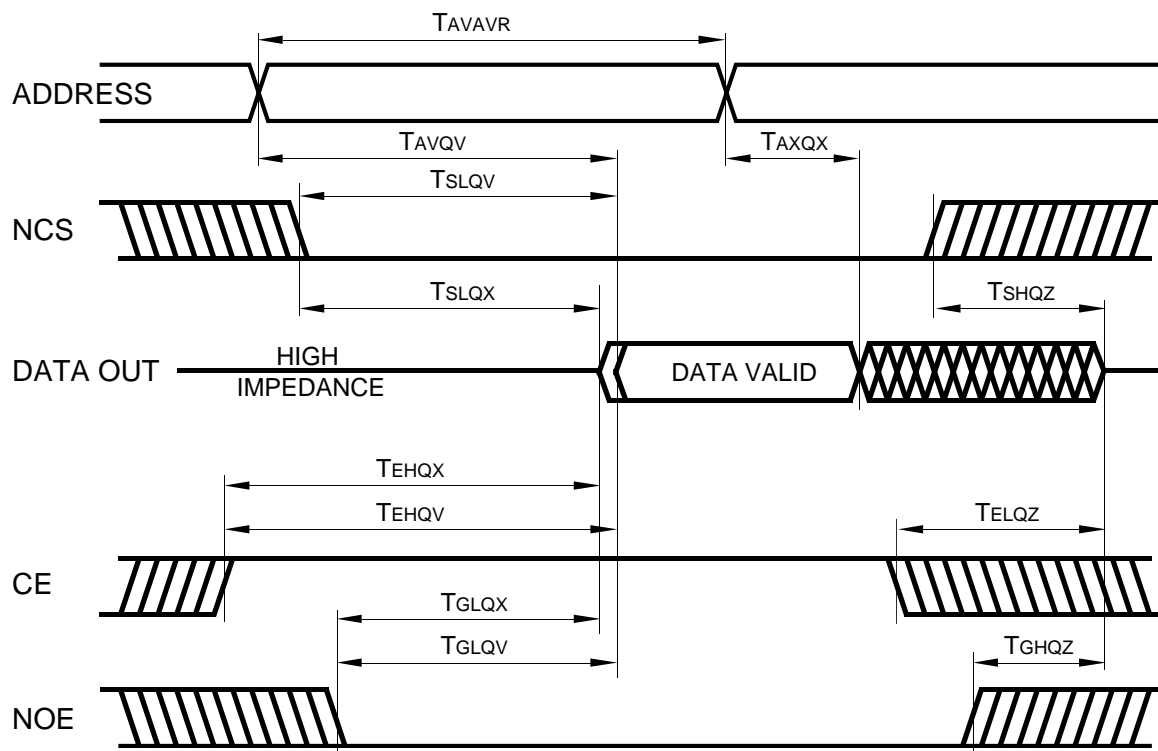 TAVAVR
ADDRESS
TAVQV
TAXQX
TSLQV
NCS
TSLQX
TSHQZ
DATA OUT
HIGH
IMPEDANCE
DATA VALID
TEHQX
TEHQV
TELQZ
CE
TGLQX
TGLQV
TGHQZ
NOE